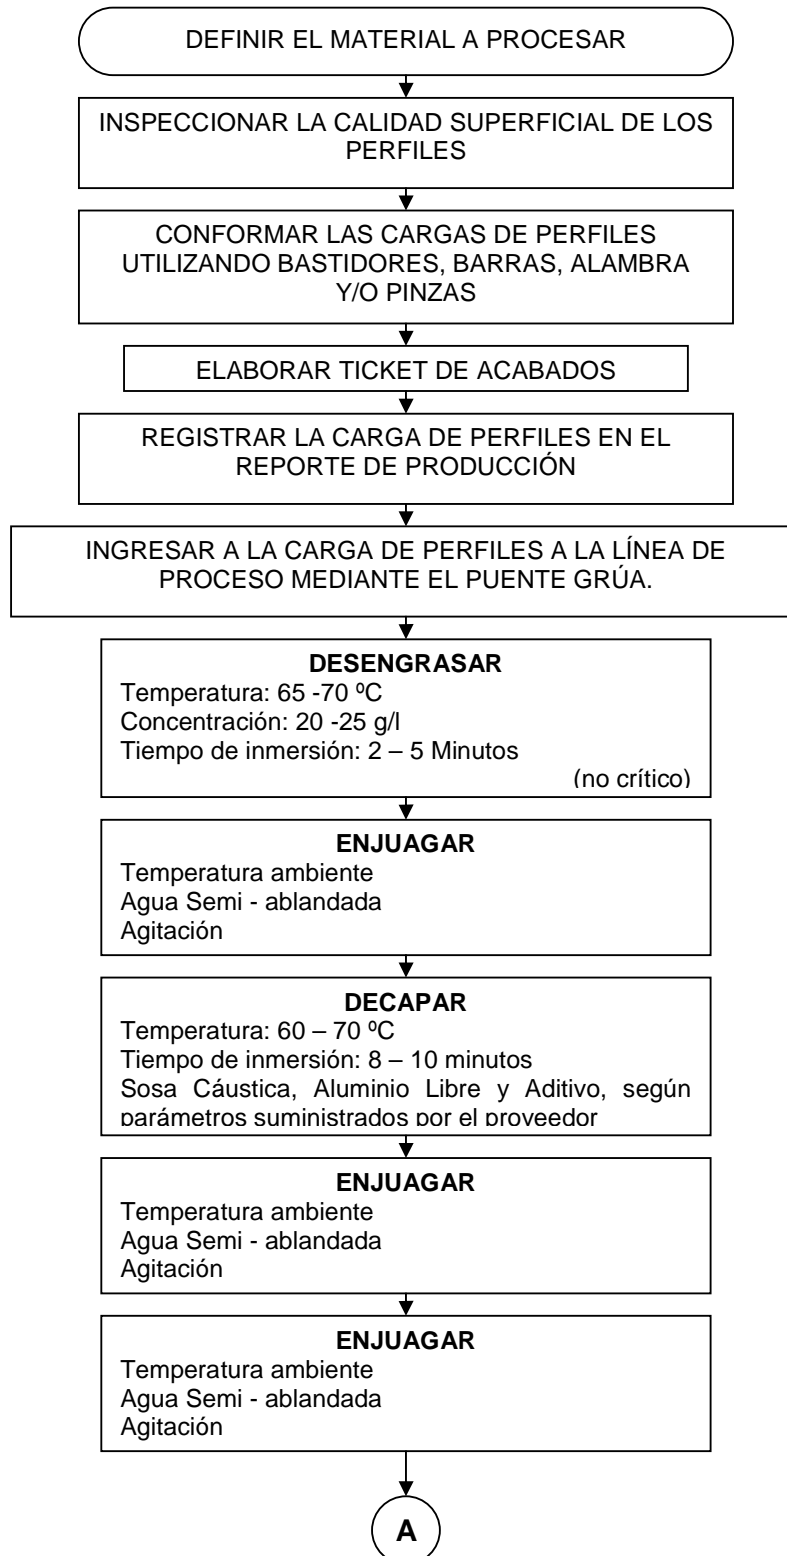 DEFINIR EL MATERIAL A PROCESAR
INSPECCIONAR LA CALIDAD SUPERFICIAL DE LOS
PERFILES
CONFORMAR LAS CARGAS DE PERFILES
UTILIZANDO BASTIDORES, BARRAS, ALAMBRA
Y/O PINZAS
ELABORAR TICKET DE ACABADOS
REGISTRAR LA CARGA DE PERFILES EN EL
REPORTE DE PRODUCCIÓN
INGRESAR A LA CARGA DE PERFILES A LA LÍNEA DE
PROCESO MEDIANTE EL PUENTE GRÚA.
DESENGRASAR
Temperatura: 65 -70 ºC
Concentración: 20 -25 g/l
Tiempo de inmersión: 2 – 5 Minutos
(no crítico)
ENJUAGAR
Temperatura ambiente
Agua Semi - ablandada
Agitación
DECAPAR
Temperatura: 60 – 70 ºC
Tiempo de inmersión: 8 – 10 minutos
Sosa Cáustica, Aluminio Libre y Aditivo, según
parámetros suministrados por el proveedor
ENJUAGAR
Temperatura ambiente
Agua Semi - ablandada
Agitación
ENJUAGAR
Temperatura ambiente
Agua Semi - ablandada
Agitación
A